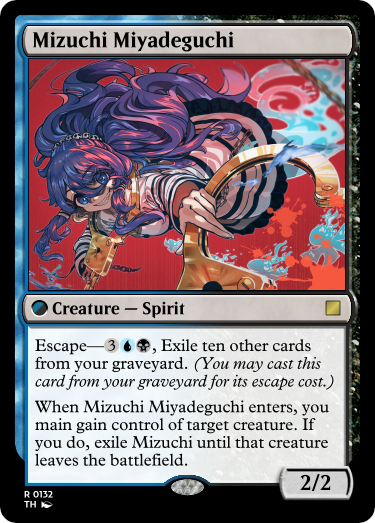 Mizuchi Miyadeguchi
Creature — Spirit
Escape—3, Exile ten other cards
from your graveyard. (You may cast this
card from your graveyard for its escape cost.)
When Mizuchi Miyadeguchi enters, you
main gain control of target creature. If
you do, exile Mizuchi until that creature
leaves the battlefield.
2/2
R 0132
TH